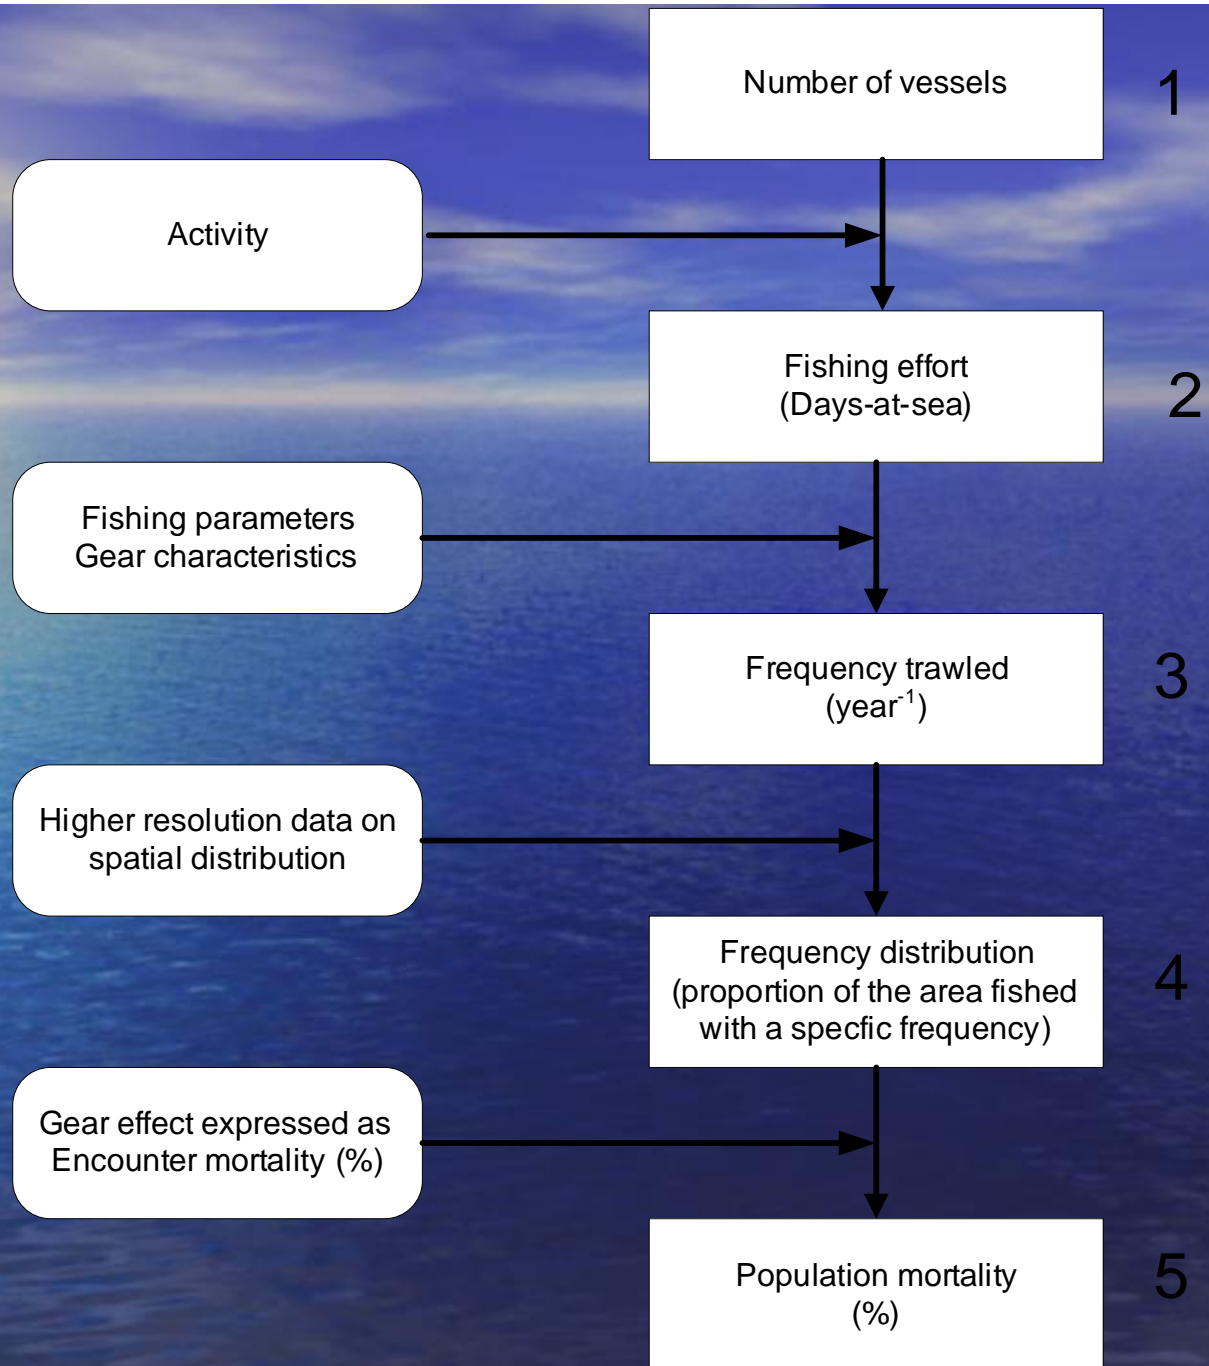 Number of vessels
1
Activity
Fishing effort
(Days-at-sea)
2
Fishing parameters
Gear characteristics
Frequency trawled
(year⁻¹)
3
Higher resolution data on
spatial distribution
Frequency distribution
(proportion of the area fished
with a specfic frequency)
4
Gear effect expressed as
Encounter mortality (%)
Population mortality
(%)
5